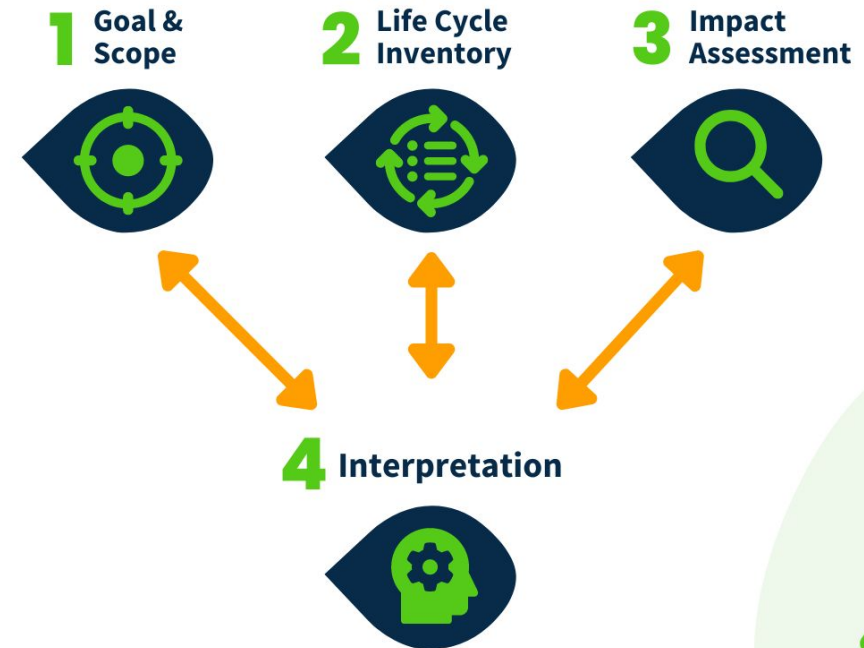 1 Goal &
Scope
2 Life Cycle
Inventory
3 Impact
Assessment
4 Interpretation